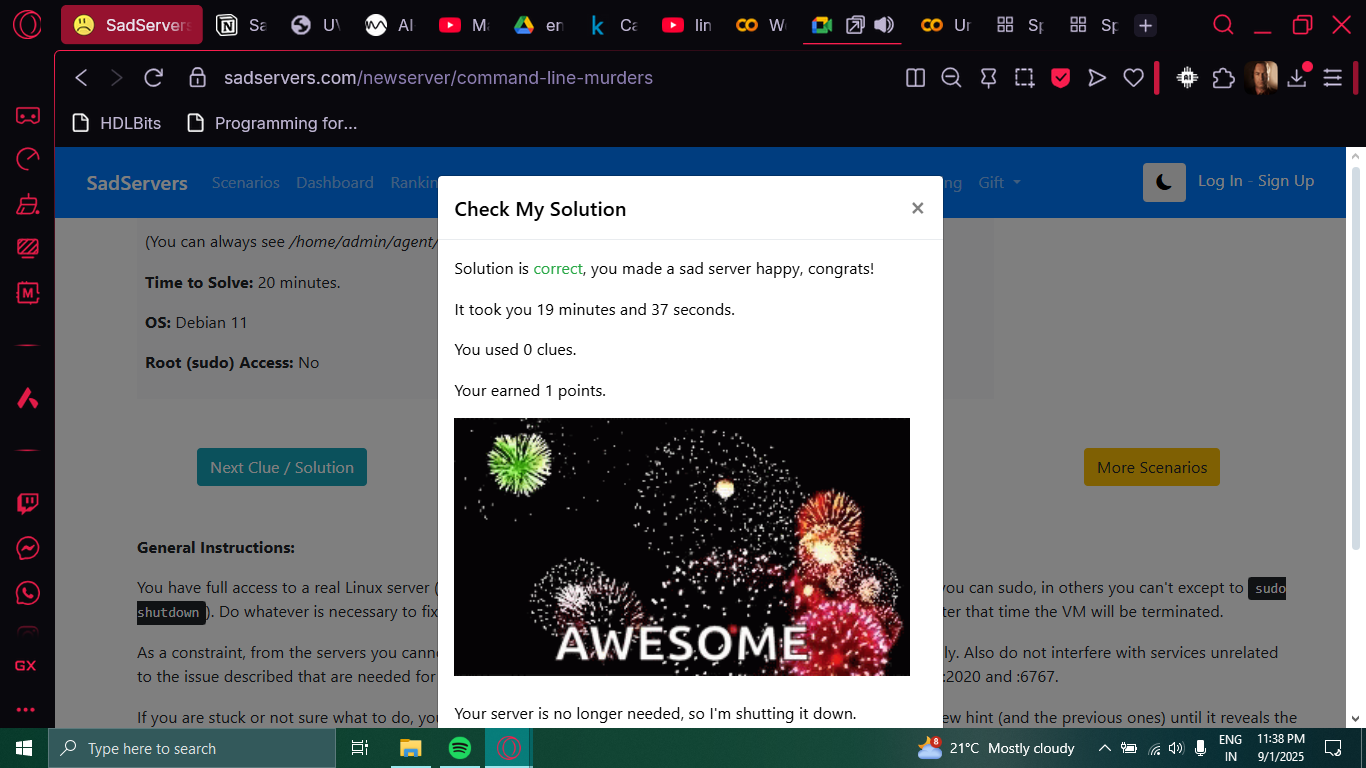 SadServers
Sa
UV
Al
Ma
en
Ca
lin
We
Ur
Sp
Sp
sadservers.com/newserver/command-line-murders
HDLBits
Programming for...
SadServers
Scenarios
Dashboard
Rankin
ng
Gift
Log In - Sign Up
Check My Solution
×
(You can always see /home/admin/agent/
Solution is correct, you made a sad server happy, congrats!
Time to Solve: 20 minutes.
It took you 19 minutes and 37 seconds.
OS: Debian 11
You used 0 clues.
Root (sudo) Access: No
Your earned 1 points.
Next Clue / Solution
More Scenarios
AWESOME
General Instructions:
You have full access to a real Linux server (
you can sudo, in others you can't except to sudo
shutdown ). Do whatever is necessary to fix
ter that time the VM will be terminated.
As a constraint, from the servers you cann
ly. Also do not interfere with services unrelated
to the issue described that are needed for
:2020 and :6767.
If you are stuck or not sure what to do, you
ew hint (and the previous ones) until it reveals the
Your server is no longer needed, so I'm shutting it down.
M
GX
AI
Type here to search
8
21°C Mostly cloudy
ENG
IN
11:38 PM
9/1/2025